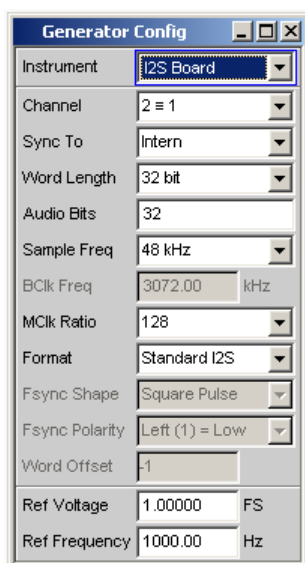 Generator Config
Instrument I2S Board
Channel 2 ≡ 1
Sync To Intern
Word Length 32 bit
Audio Bits 32
Sample Freq 48 kHz
BClk Freq 3072.00 kHz
MClk Ratio 128
Format Standard I2S
Fsync Shape Square Pulse
Fsync Polarity Left (1) = Low
Word Offset -1
Ref Voltage 1.00000 FS
Ref Frequency 1000.00 Hz